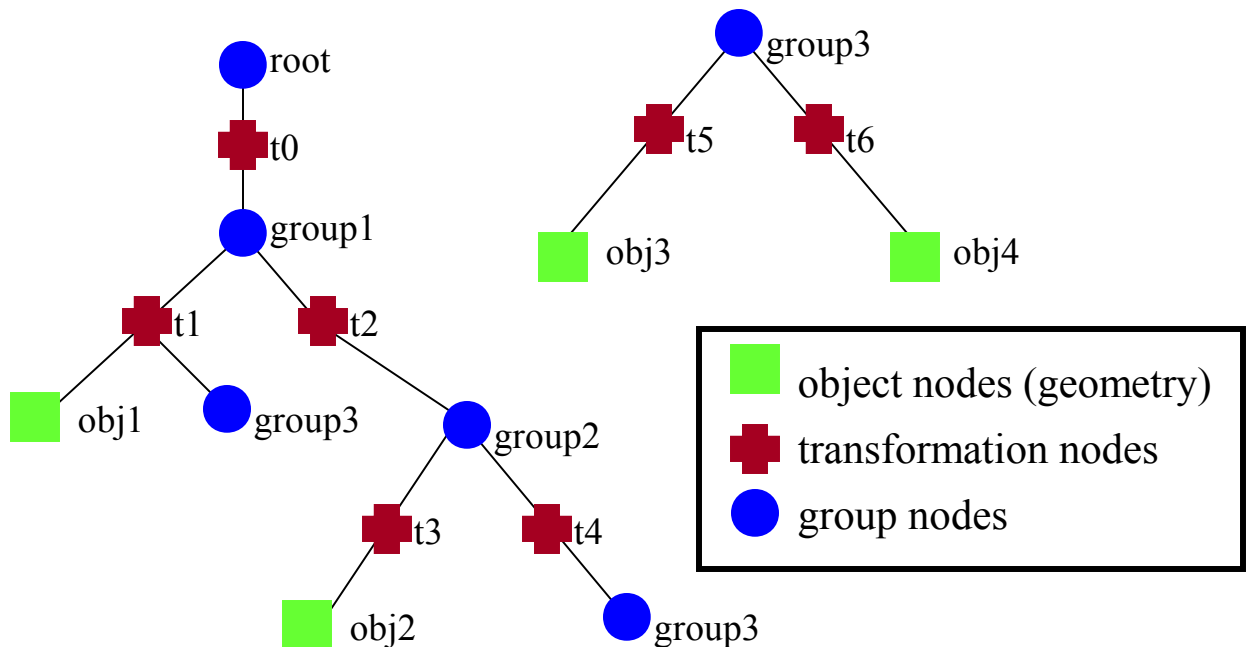 root
t0
group1
t1
t2
obj1
group3
group2
t3
t4
obj2
group3
group3
t5
t6
obj3
obj4
object nodes (geometry)
transformation nodes
group nodes